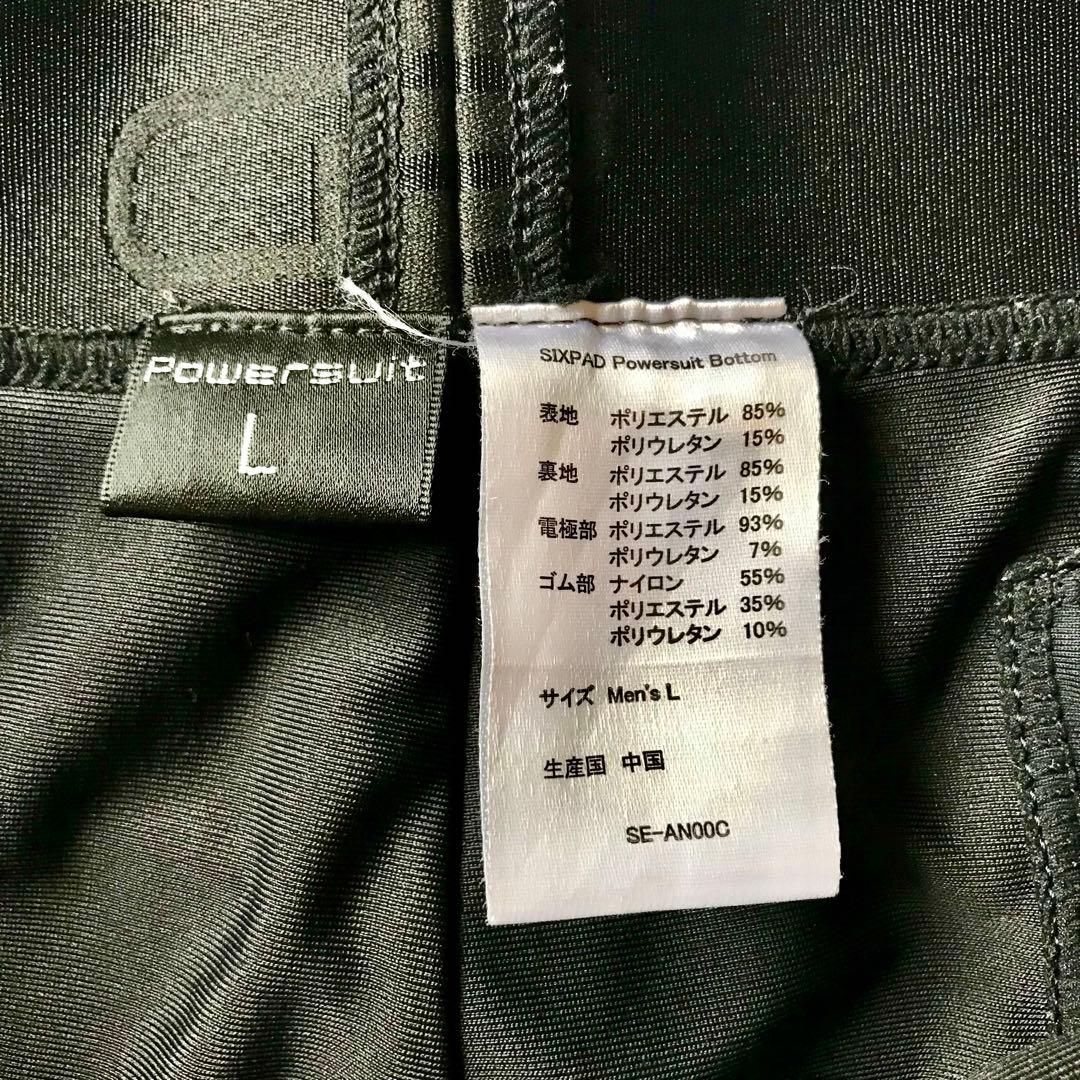 Powersuit
L
SIXPAD Powersuit Bottom
表地 ポリエステル 85%
ポリウレタン 15%
裏地 ポリエステル 85%
ポリウレタン 15%
電極部 ポリエステル 93%
ポリウレタン 7%
ゴム部 ナイロン 55%
ポリエステル 35%
ポリウレタン 10%
サイズ Men's L
生産国 中国
SE-AN00C